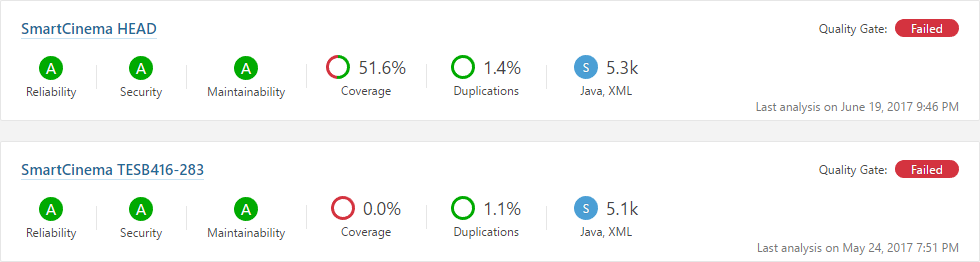 SmartCinema HEAD
Quality Gate: Failed
A A A 51.6% 1.4% S 5.3k
Reliability Security Maintainability Coverage Duplications Java, XML
Last analysis on June 19, 2017 9:46 PM
SmartCinema TESB416-283
Quality Gate: Failed
A A A 0.0% 1.1% S 5.1k
Reliability Security Maintainability Coverage Duplications Java, XML
Last analysis on May 24, 2017 7:51 PM